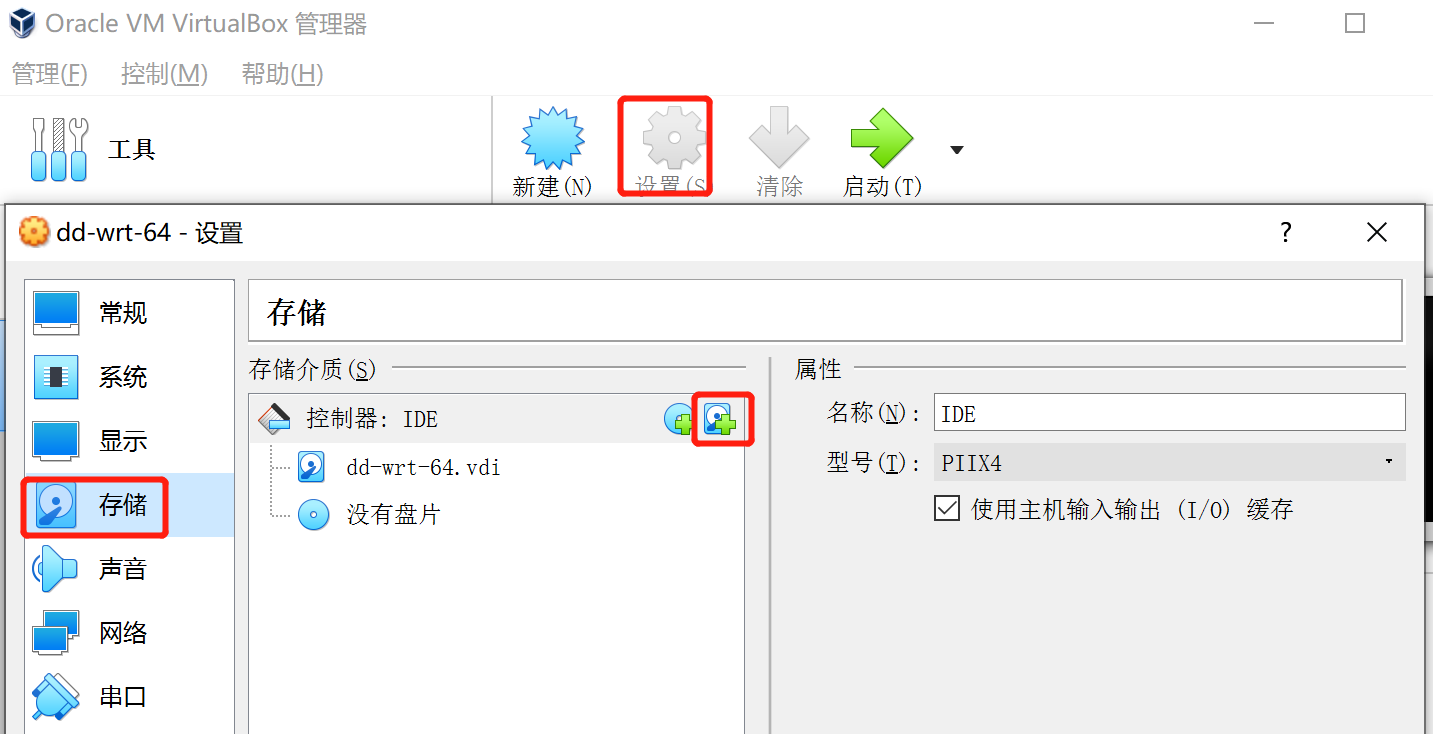 Oracle VM VirtualBox 管理器
管理(F) 控制(M) 帮助(H)
工具
新建(N) 设置(S 清除 启动(T)
dd-wrt-64 - 设置 ?
常规
系统
显示
存储
声音
网络
串口
存储
存储介质(S)
控制器: IDE
dd-wrt-64.vdi
没有盘片
属性
名称(N): IDE
型号(T): PIIX4
使用主机输入输出 (I/O) 缓存